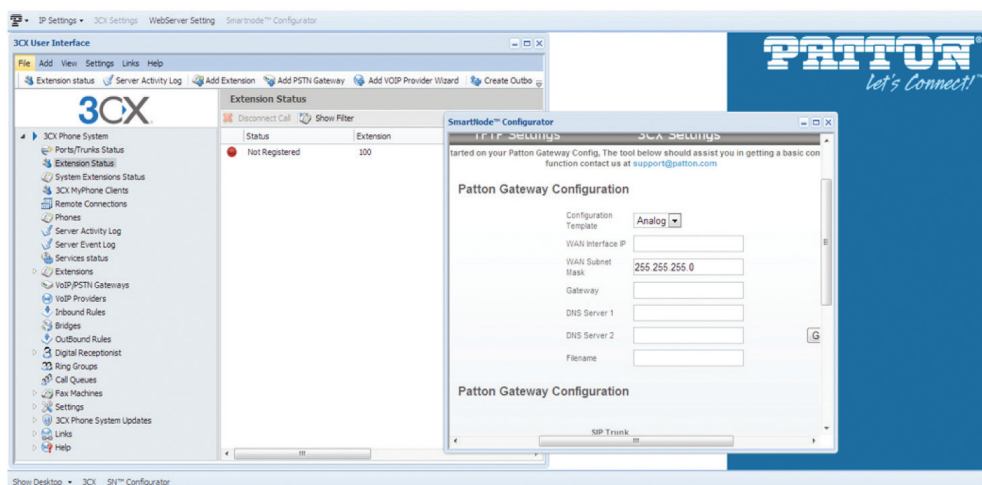 IP Settings 3CX Settings WebServer Setting Smartnode™ Configurator
3CX User Interface
File Add View Settings Links Help
Extension status Server Activity Log Add Extension Add PSTN Gateway Add VOIP Provider Wizard Create Outbo
3CX
3CX Phone System
Ports/Trunks Status
Extension Status
System Extensions Status
3CX MyPhone Clients
Remote Connections
Phones
Server Activity Log
Server Event Log
Services status
Extensions
VoIP/PSTN Gateways
VoIP Providers
Inbound Rules
Bridges
OutBound Rules
Digital Receptionist
Ring Groups
Call Queues
Fax Machines
Settings
3CX Phone System Updates
Links
Help
Extension Status
Disconnect Call Show Filter
Status Extension
Not Registered 100
SmartNode™ Configurator
TFTP Settings 3CX Settings
tarted on your Patton Gateway Config, The tool below should assist you in getting a basic con
function contact us at support@patton.com
Patton Gateway Configuration
Configuration Template Analog
WAN Interface IP
WAN Subnet Mask 255.255.255.0
Gateway
DNS Server 1
DNS Server 2 G
Filename
Patton Gateway Configuration
SIP Trunk
PATTON®
Let's Connect!™
Show Desktop 3CX SN™ Configurator